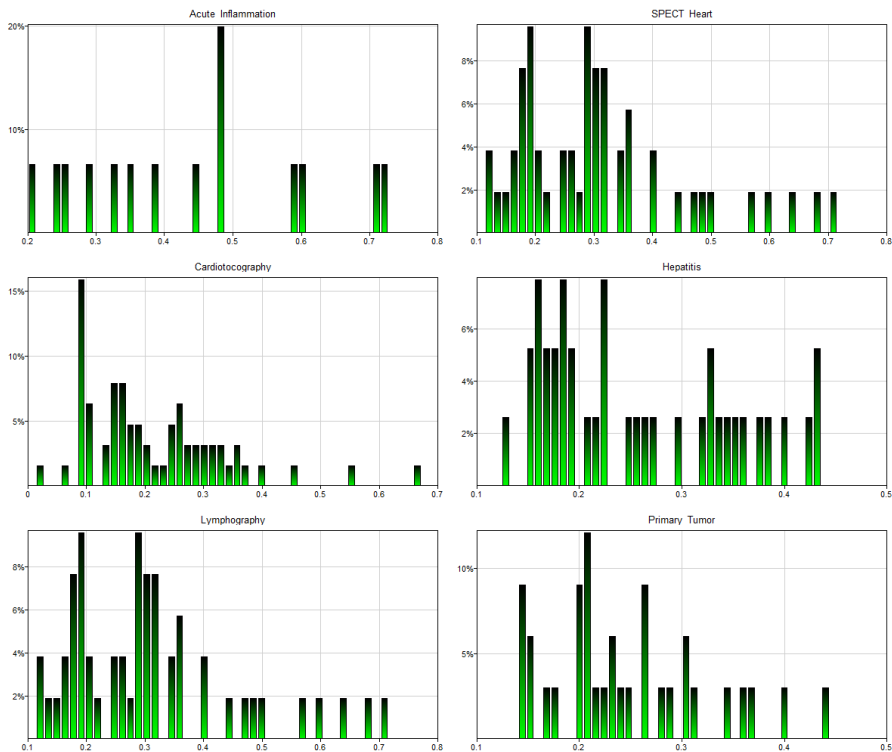 Acute Inflammation
20%
10%
0.2 0.3 0.4 0.5 0.6 0.7 0.8
SPECT Heart
8%
6%
4%
2%
0.1 0.2 0.3 0.4 0.5 0.6 0.7 0.8
Cardiotocography
15%
10%
5%
0 0.1 0.2 0.3 0.4 0.5 0.6 0.7
Hepatitis
6%
4%
2%
0.1 0.2 0.3 0.4 0.5
Lymphography
8%
6%
4%
2%
0.1 0.2 0.3 0.4 0.5 0.6 0.7 0.8
Primary Tumor
10%
5%
0.1 0.2 0.3 0.4 0.5